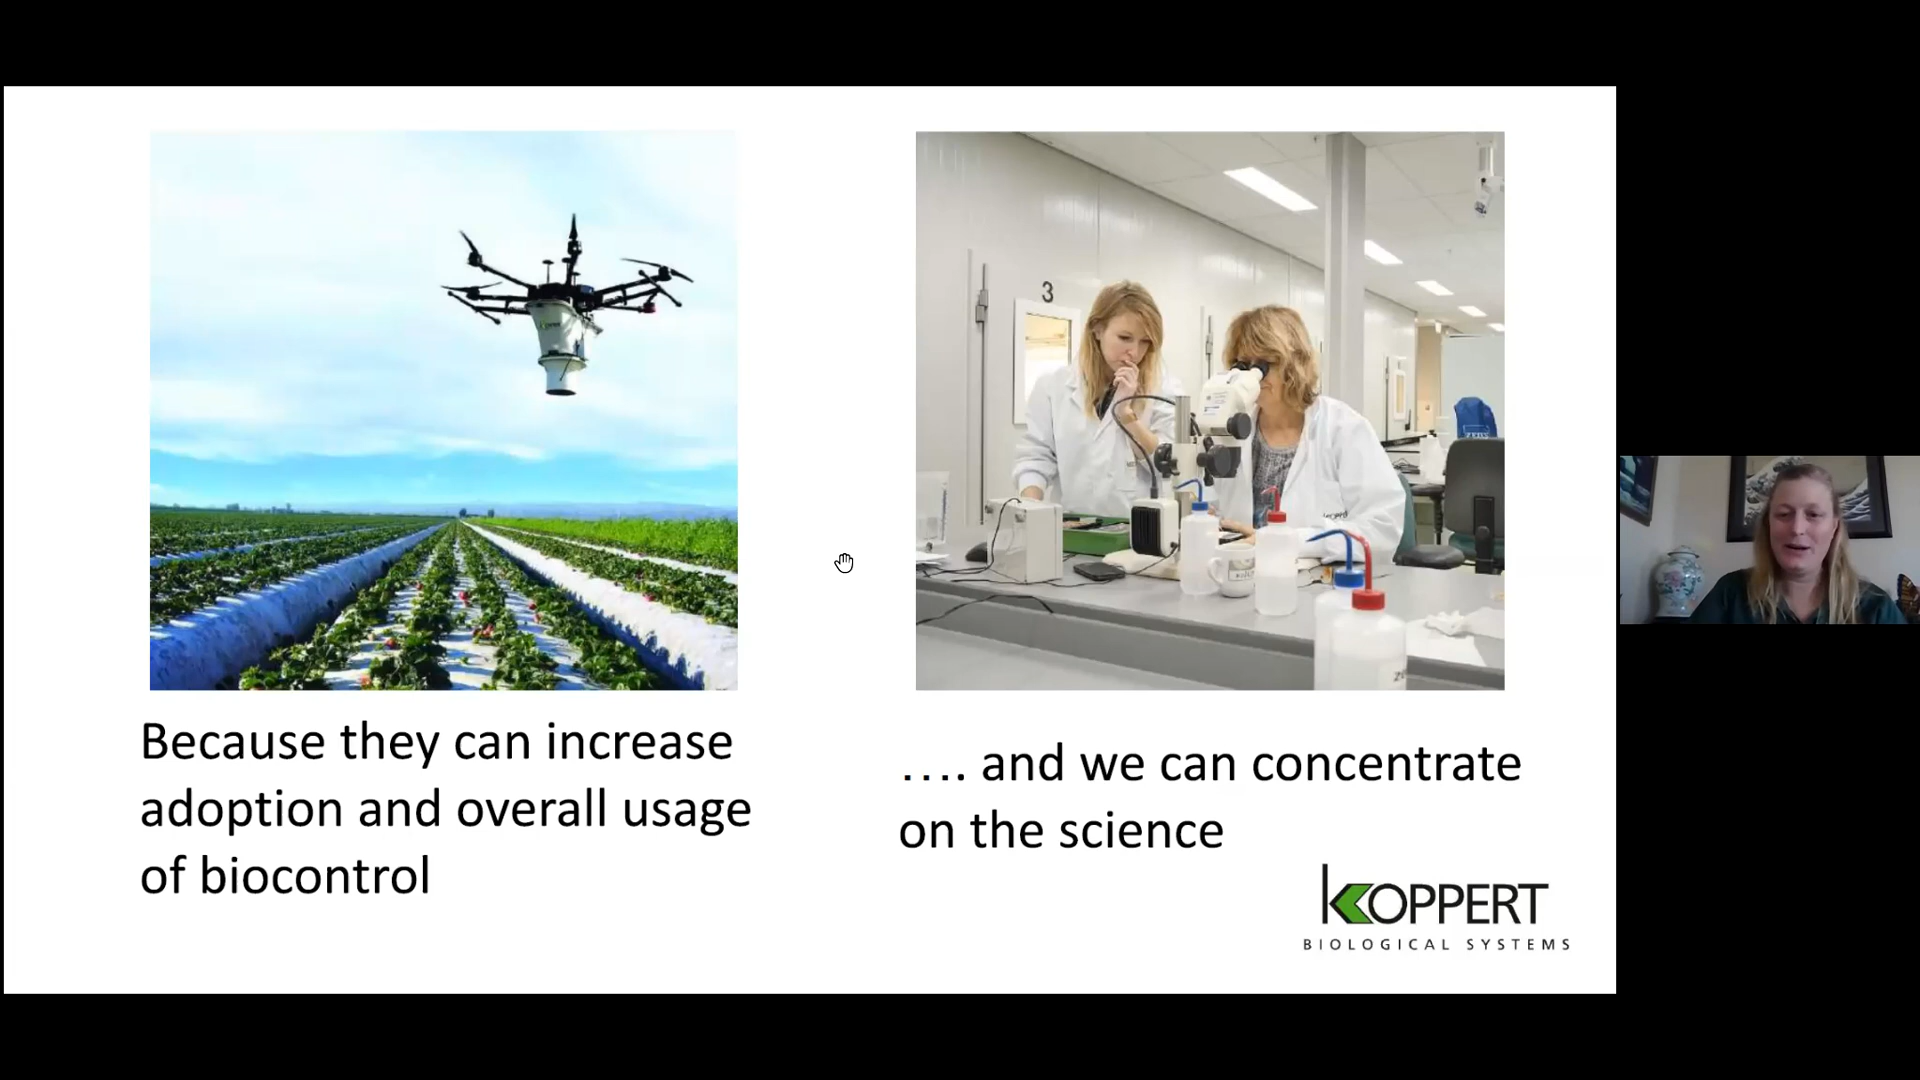 3
ZEISS
Because they can increase
adoption and overall usage
of biocontrol
…. and we can concentrate
on the science
KOPPERT
BIOLOGICAL SYSTEMS